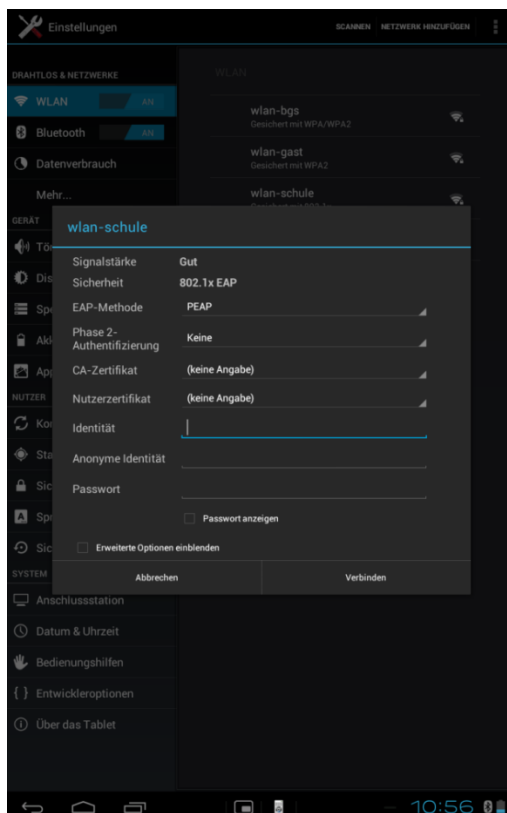 Einstellungen
SCANNEN NETZWERK HINZUFÜGEN
DRAHTLOS & NETZWERKE
WLAN AN
Bluetooth AN
Datenverbrauch
Mehr...
GERÄT
NUTZER
SYSTEM
Anschlussstation
Datum & Uhrzeit
Bedienungshilfen
{ } Entwickleroptionen
Über das Tablet
WLAN
wlan-bgs
Gesichert mit WPA/WPA2
wlan-gast
Gesichert mit WPA2
wlan-schule
wlan-schule
Signalstärke Gut
Sicherheit 802.1x EAP
EAP-Methode PEAP
Phase 2-
Authentifizierung Keine
CA-Zertifikat (keine Angabe)
Nutzerzertifikat (keine Angabe)
Identität
Anonyme Identität
Passwort
Passwort anzeigen
Erweiterte Optionen einblenden
Abbrechen Verbinden
10:56